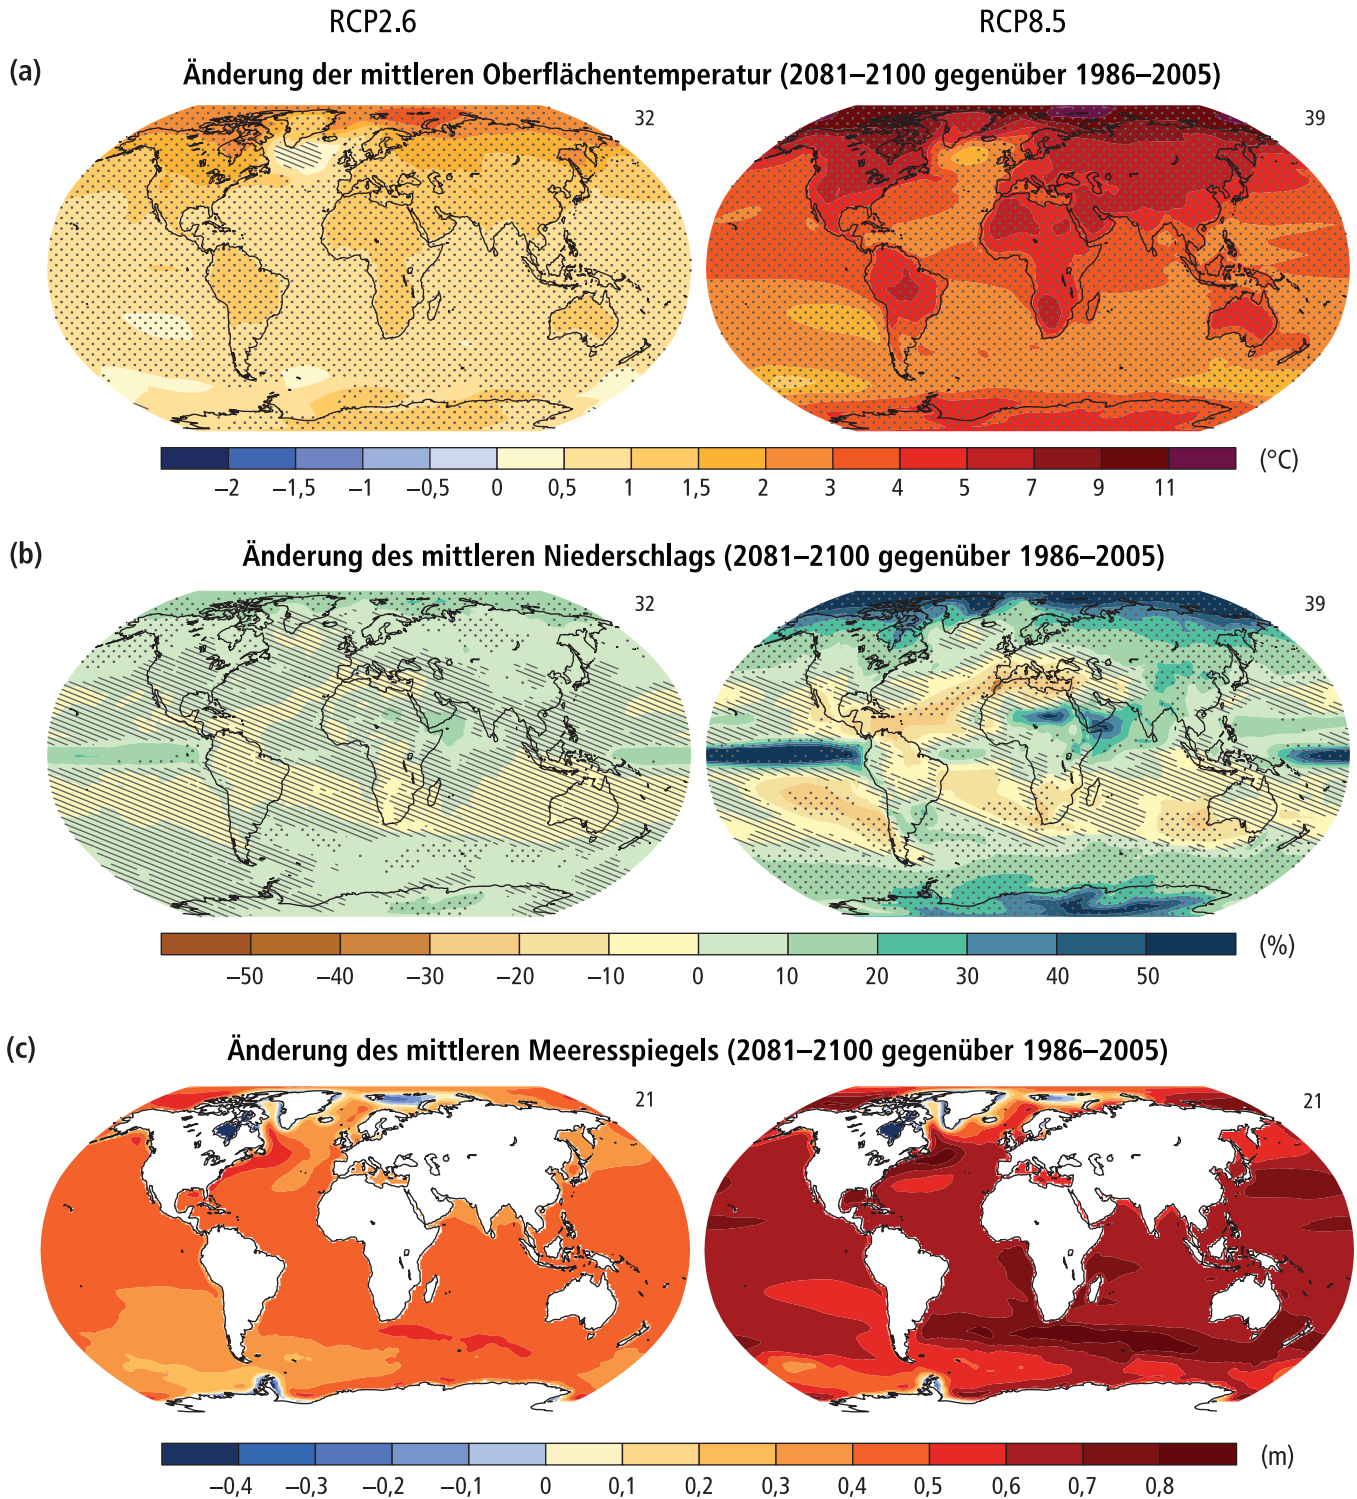 RCP2.6 RCP8.5
(a) Änderung der mittleren Oberflächentemperatur (2081–2100 gegenüber 1986–2005)
32 39
–2 –1,5 –1 –0,5 0 0,5 1 1,5 2 3 4 5 7 9 11 (°C)
(b) Änderung des mittleren Niederschlags (2081–2100 gegenüber 1986–2005)
32 39
–50 –40 –30 –20 –10 0 10 20 30 40 50 (%)
(c) Änderung des mittleren Meeresspiegels (2081–2100 gegenüber 1986–2005)
21 21
–0,4 –0,3 –0,2 –0,1 0 0,1 0,2 0,3 0,4 0,5 0,6 0,7 0,8 (m)